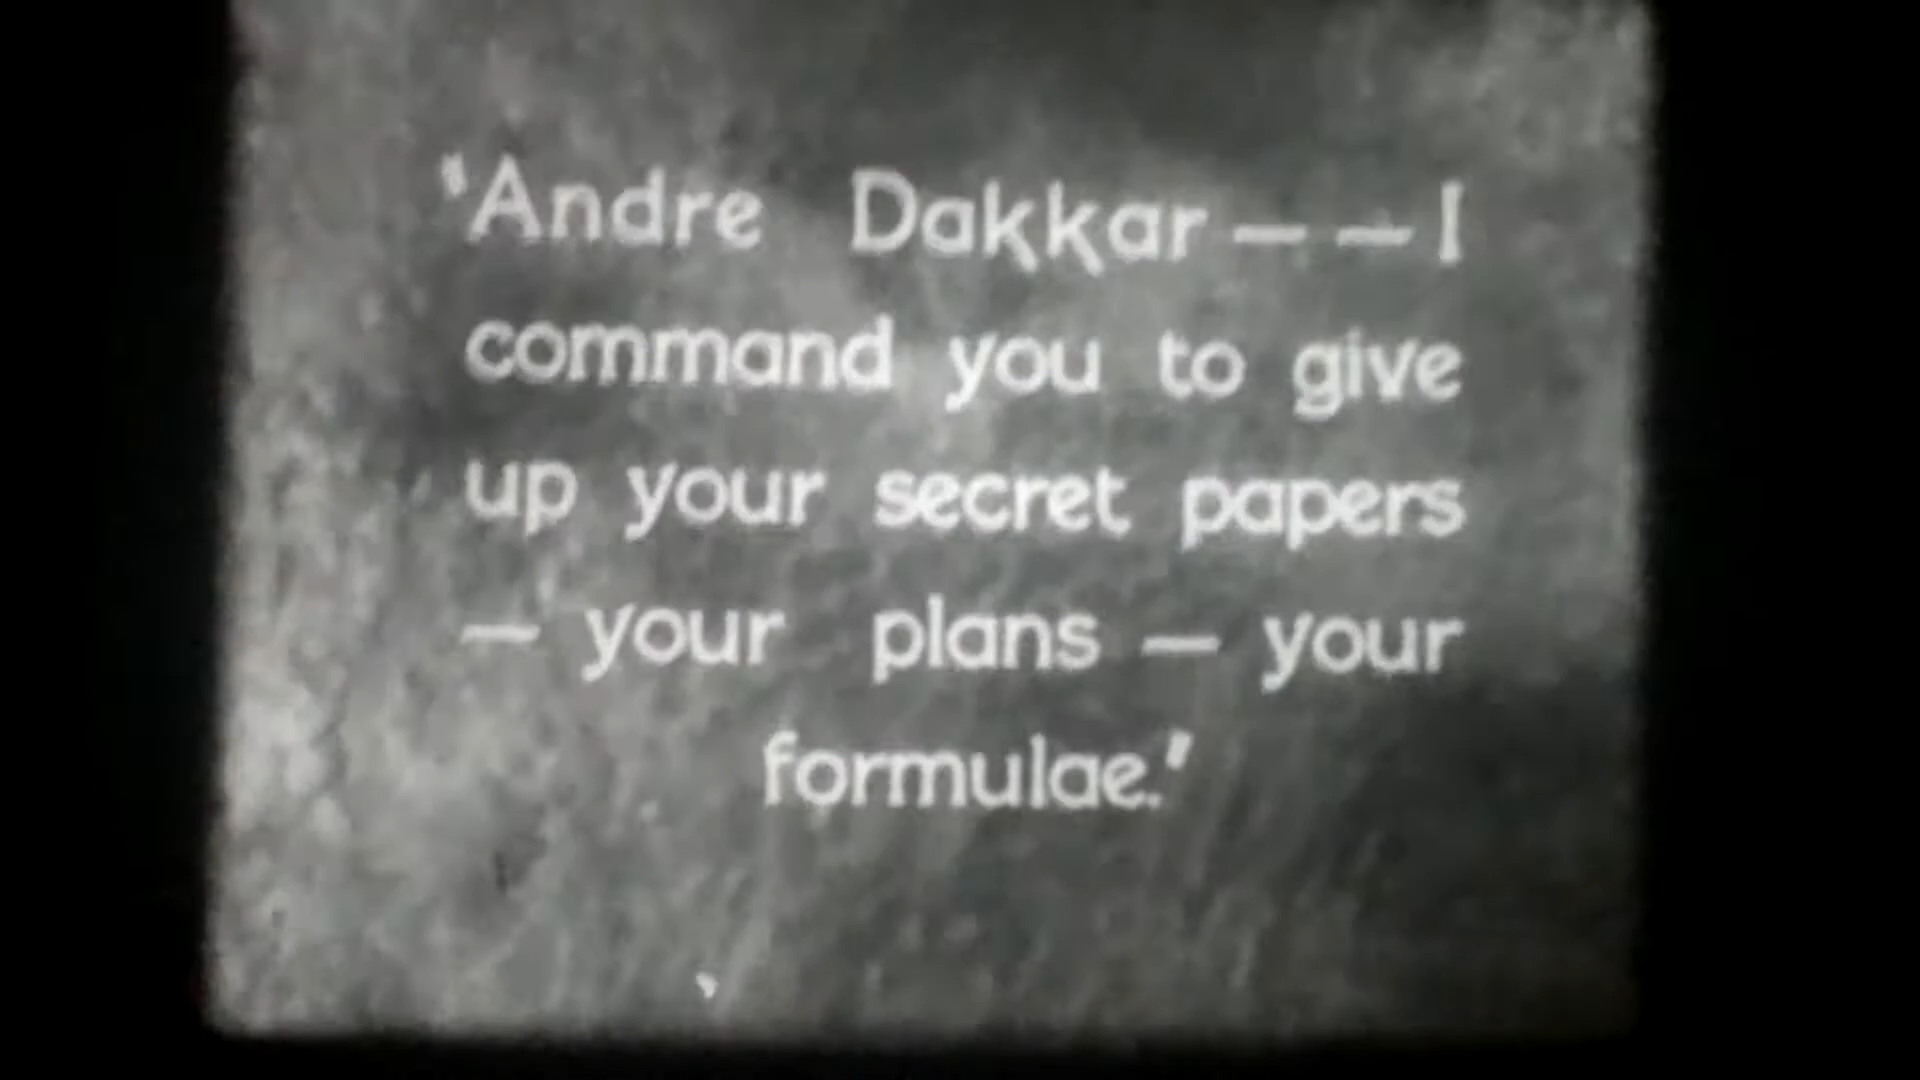 "Andre Dakkar — — I
command you to give
up your secret papers
— your plans — your
formulae."